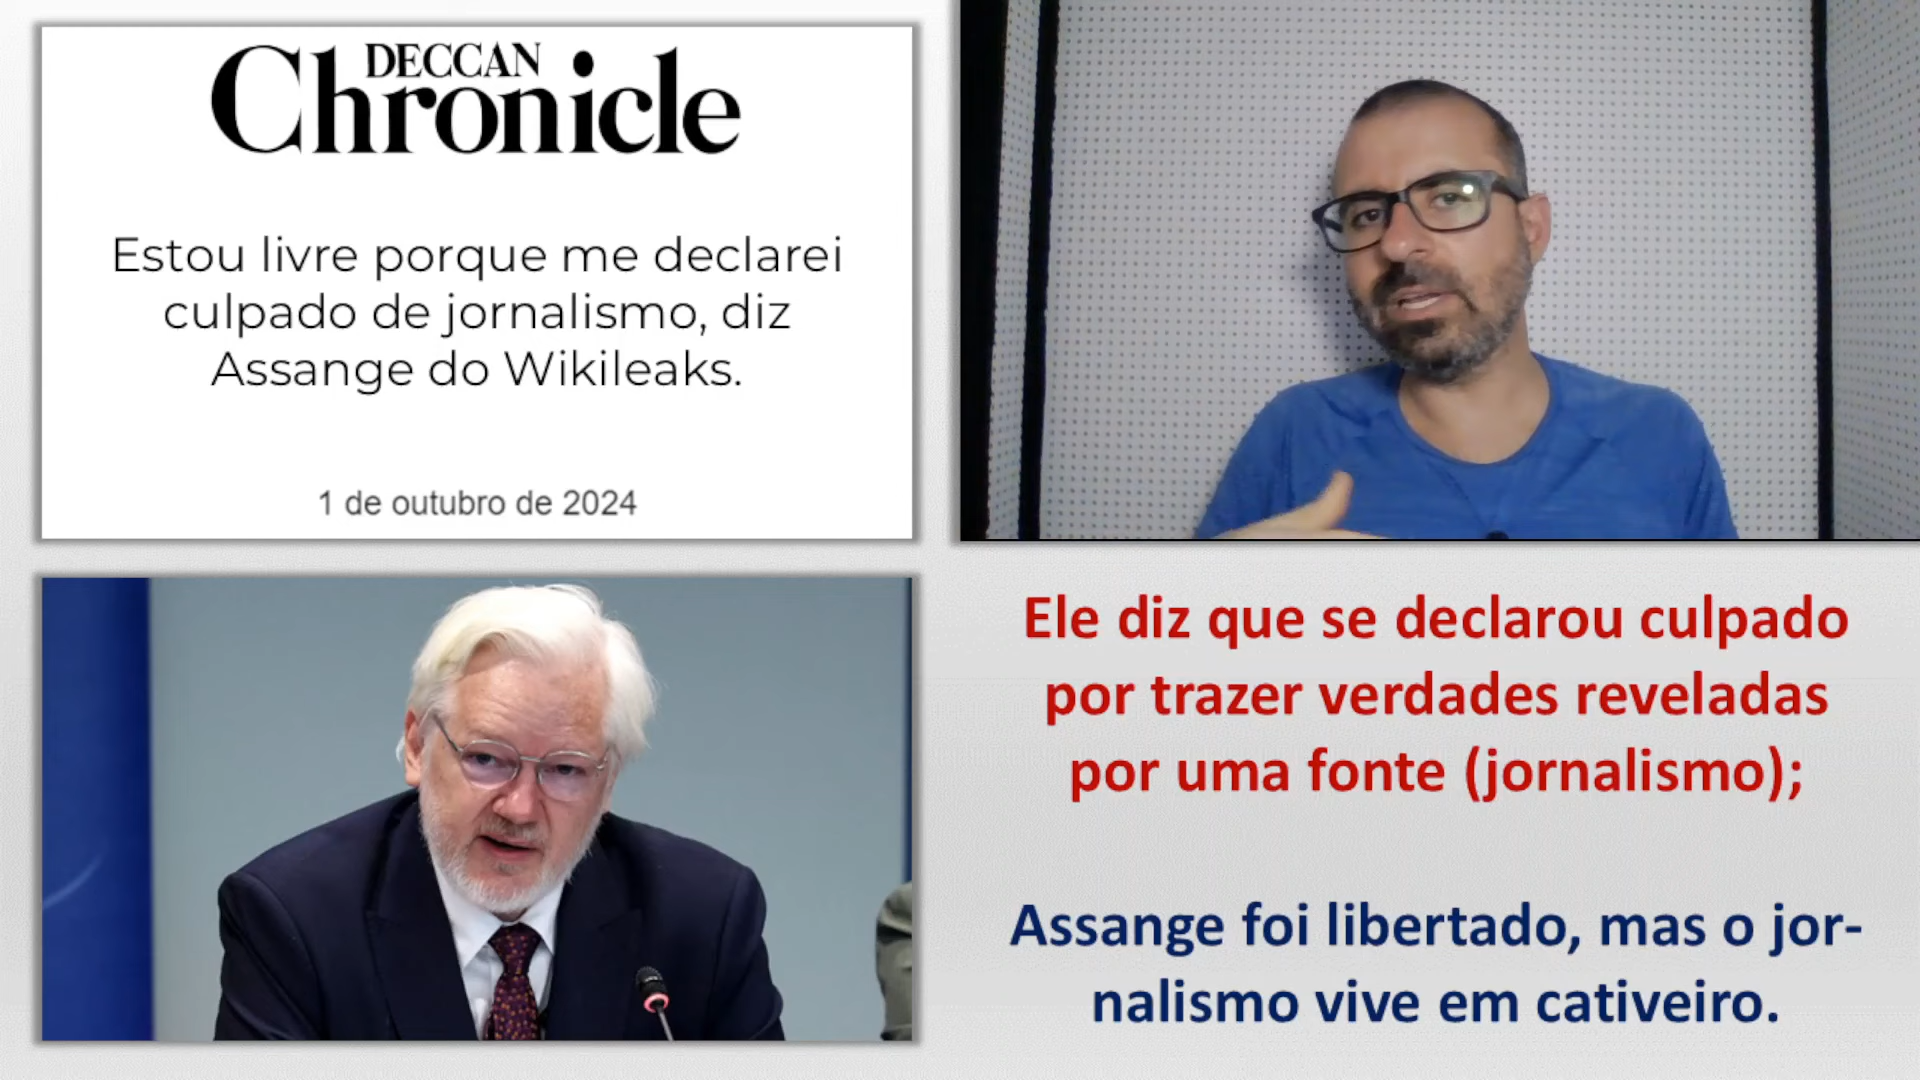 DECCAN
Chronicle
Estou livre porque me declarei
culpado de jornalismo, diz
Assange do Wikileaks.
1 de outubro de 2024
Ele diz que se declarou culpado
por trazer verdades reveladas
por uma fonte (jornalismo);
Assange foi libertado, mas o jor-
nalismo vive em cativeiro.